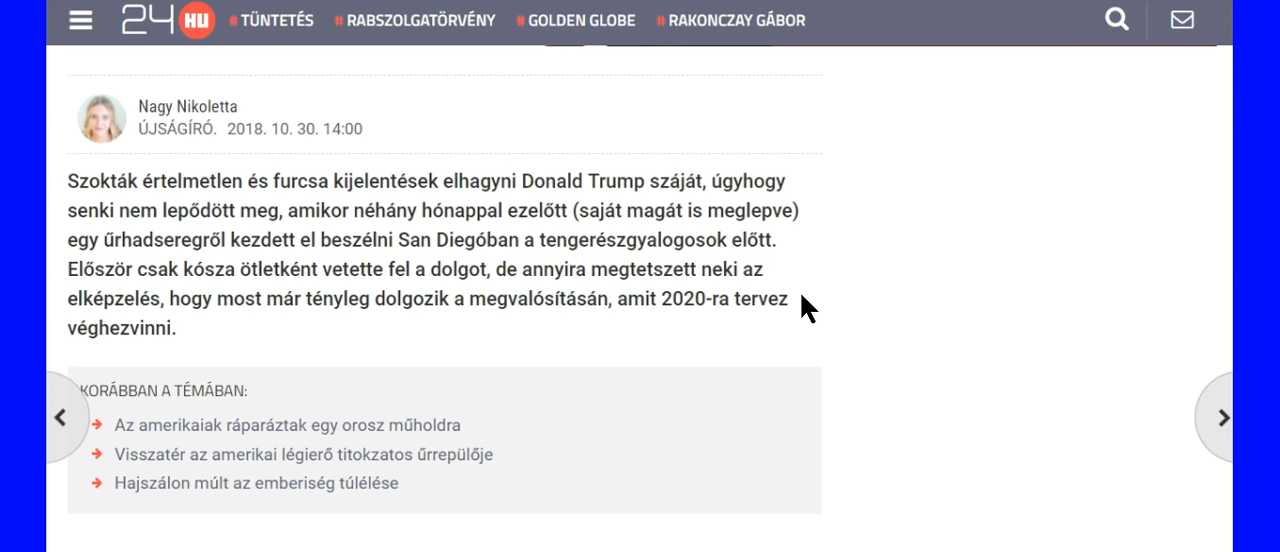 24 HU # TÜNTETÉS # RABSZOLGATÖRVÉNY # GOLDEN GLOBE # RAKONCZAY GÁBOR
Nagy Nikoletta
ÚJSÁGÍRÓ. 2018. 10. 30. 14:00
Szokták értelmetlen és furcsa kijelentések elhagyni Donald Trump száját, úgyhogy
senki nem lepődött meg, amikor néhány hónappal ezelőtt (saját magát is meglepve)
egy űrhadseregről kezdett el beszélni San Diegóban a tengerészgyalogosok előtt.
Először csak kósza ötletként vetette fel a dolgot, de annyira megtetszett neki az
elképzelés, hogy most már tényleg dolgozik a megvalósításán, amit 2020-ra tervez
véghezvinni.
KORÁBBAN A TÉMÁBAN:
Az amerikaiak ráparáztak egy orosz műholdra
Visszatér az amerikai légierő titokzatos űrrepülője
Hajszálon múlt az emberiség túlélése